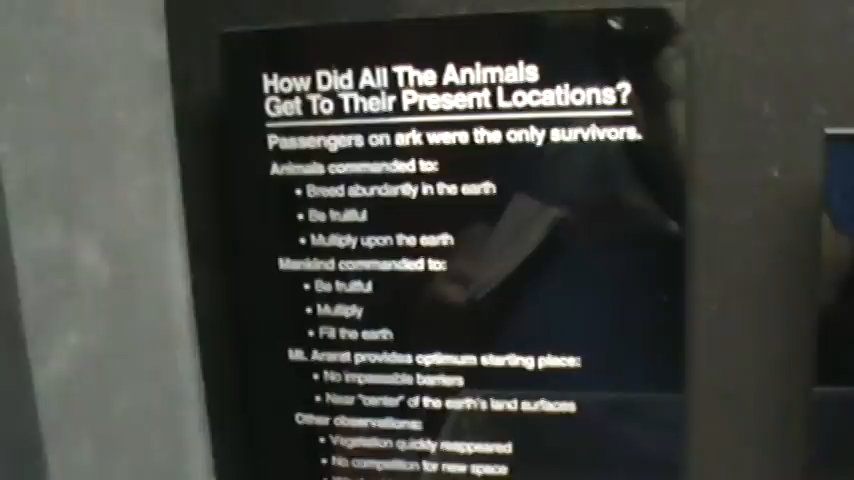 How Did All The Animals
Get To Their Present Locations?
Passengers on ark were the only survivors.
Animals commanded to:
• Breed abundantly in the earth
• Be fruitful
• Multiply upon the earth
Mankind commanded to:
• Be fruitful
• Multiply
• Fill the earth
Mt. Ararat provides optimum starting place:
• No impassable barriers
• Near "center" of the earth's land surfaces
Other observations:
• Vegetation quickly reappeared
• No competition for new space